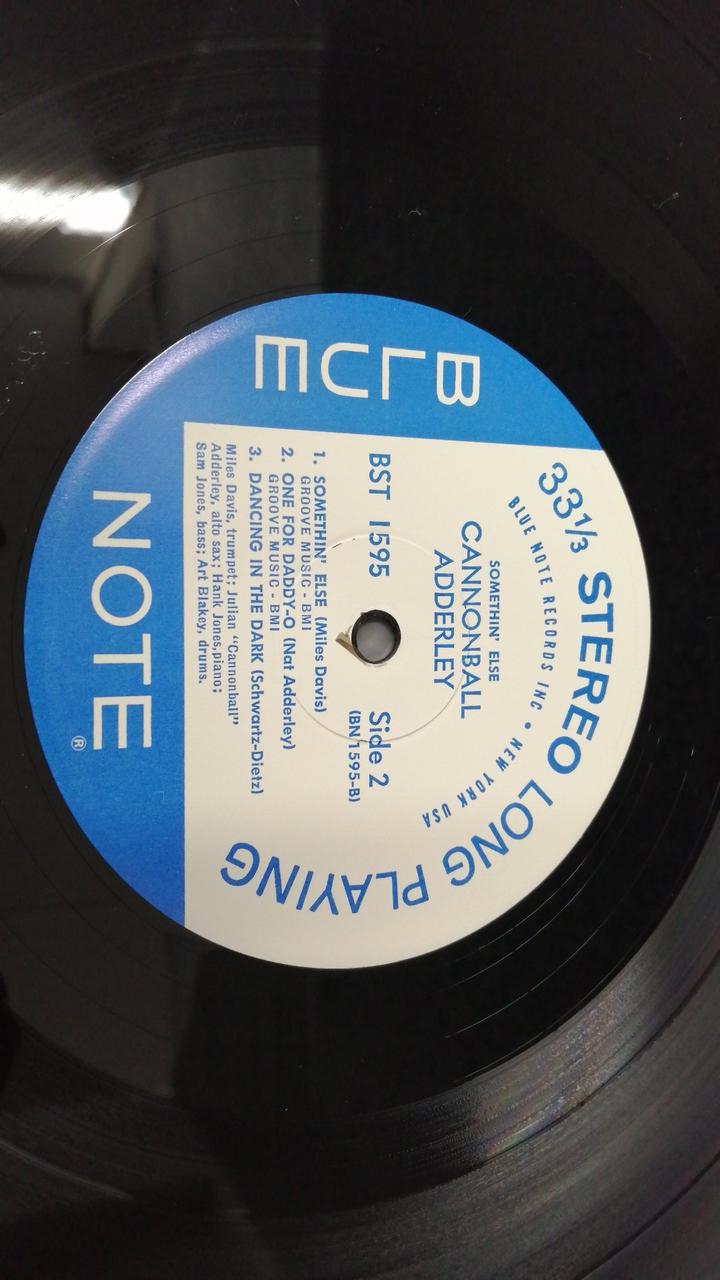 33 1/3 STEREO LONG PLAYING
BLUE NOTE RECORDS INC • NEW YORK USA
SOMETHIN' ELSE
CANNONBALL
ADDERLEY
BST 1595
Side 2
(BN 1595-B)
1. SOMETHIN' ELSE (Miles Davis)
GROOVE MUSIC - BMI
2. ONE FOR DADDY-O (Nat Adderley)
GROOVE MUSIC - BMI
3. DANCING IN THE DARK (Schwartz-Dietz)
Miles Davis, trumpet; Julian "Cannonball"
Adderley, alto sax; Hank Jones,piano;
Sam Jones, bass; Art Blakey, drums.
BLUE
NOTE ®